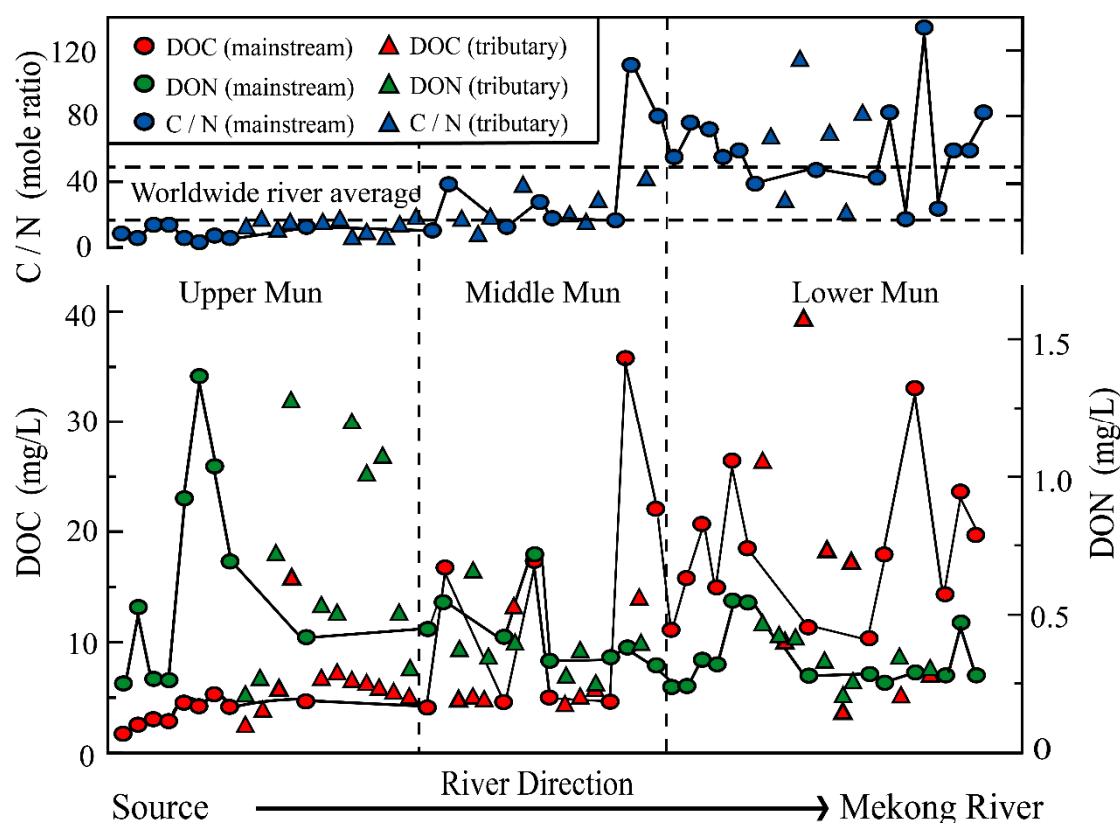 120
80
40
0
C / N (mole ratio)
DOC (mainstream) DOC (tributary)
DON (mainstream) DON (tributary)
C / N (mainstream) C / N (tributary)
Worldwide river average
Upper Mun Middle Mun Lower Mun
40
30
20
10
0
DOC (mg/L)
1.5
1.0
0.5
0
DON (mg/L)
River Direction
Source Mekong River